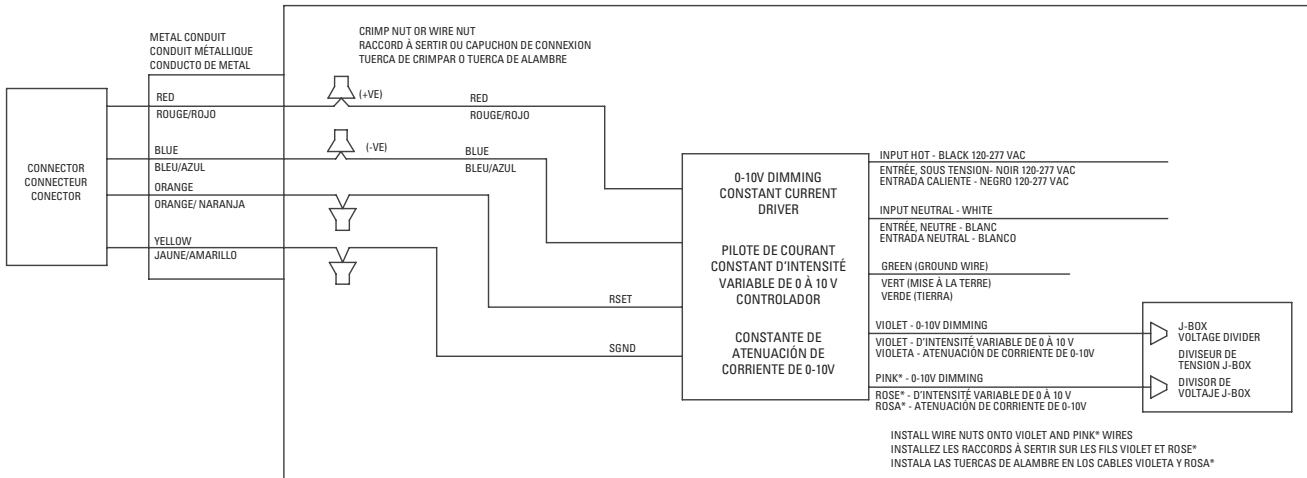 METAL CONDUIT
CONDUIT MÉTALLIQUE
CONDUCTO DE METAL
CRIMP NUT OR WIRE NUT
RACCORD À SERTIR OU CAPUCHON DE CONNEXION
TUERCA DE CRIMPAR O TUERCA DE ALAMBRE
CONNECTOR
CONNECTEUR
CONECTOR
RED
ROUGE/ROJO
(+VE)
RED
ROUGE/ROJO
BLUE
BLEU/AZUL
(-VE)
BLUE
BLEU/AZUL
ORANGE
ORANGE/ NARANJA
YELLOW
JAUNE/AMARILLO
RSET
SGND
0-10V DIMMING
CONSTANT CURRENT
DRIVER
PILOTE DE COURANT
CONSTANT D'INTENSITÉ
VARIABLE DE 0 À 10 V
CONTROLADOR
CONSTANTE DE
ATENUACIÓN DE
CORRIENTE DE 0-10V
INPUT HOT - BLACK 120-277 VAC
ENTRÉE, SOUS TENSION- NOIR 120-277 VAC
ENTRADA CALIENTE - NEGRO 120-277 VAC
INPUT NEUTRAL - WHITE
ENTRÉE, NEUTRE - BLANC
ENTRADA NEUTRAL - BLANCO
GREEN (GROUND WIRE)
VERT (MISE À LA TERRE)
VERDE (TIERRA)
VIOLET - 0-10V DIMMING
VIOLET - D'INTENSITÉ VARIABLE DE 0 À 10 V
VIOLETA - ATENUACIÓN DE CORRIENTE DE 0-10V
PINK* - 0-10V DIMMING
ROSE* - D'INTENSITÉ VARIABLE DE 0 À 10 V
ROSA* - ATENUACIÓN DE CORRIENTE DE 0-10V
J-BOX
VOLTAGE DIVIDER
DIVISEUR DE
TENSION J-BOX
DIVISOR DE
VOLTAJE J-BOX
INSTALL WIRE NUTS ONTO VIOLET AND PINK* WIRES
INSTALLEZ LES RACCORDS À SERTIR SUR LES FILS VIOLET ET ROSE*
INSTALA LAS TUERCAS DE ALAMBRE EN LOS CABLES VIOLETA Y ROSA*